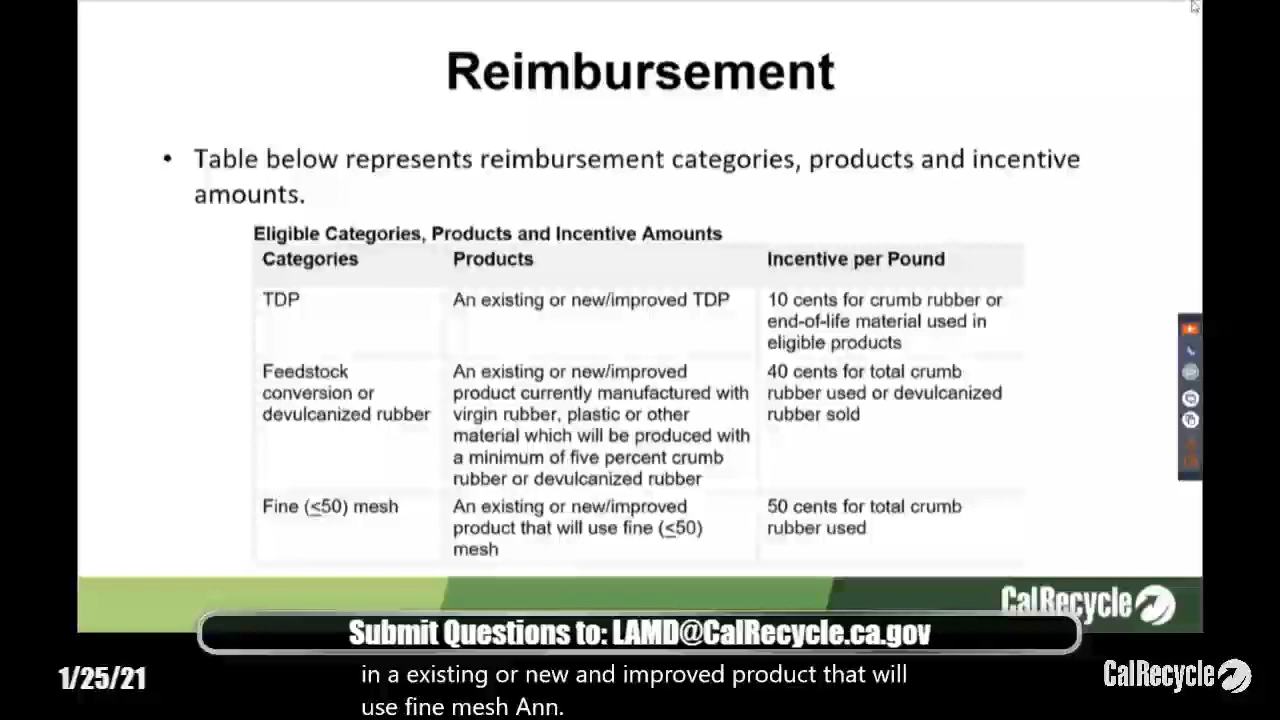 Reimbursement
• Table below represents reimbursement categories, products and incentive
amounts.
Eligible Categories, Products and Incentive Amounts
Categories Products Incentive per Pound
TDP
An existing or new/improved TDP
10 cents for crumb rubber or
end-of-life material used in
eligible products
Feedstock
conversion or
devulcanized rubber
An existing or new/improved
product currently manufactured with
virgin rubber, plastic or other
material which will be produced with
a minimum of five percent crumb
rubber or devulcanized rubber
40 cents for total crumb
rubber used or devulcanized
rubber sold
Fine (≤50) mesh
An existing or new/improved
product that will use fine (≤50)
mesh
50 cents for total crumb
rubber used
CalRecycle
Submit Questions to: LAMD@CalRecycle.ca.gov
1/25/21
in a existing or new and improved product that will
use fine mesh Ann.
CalRecycle